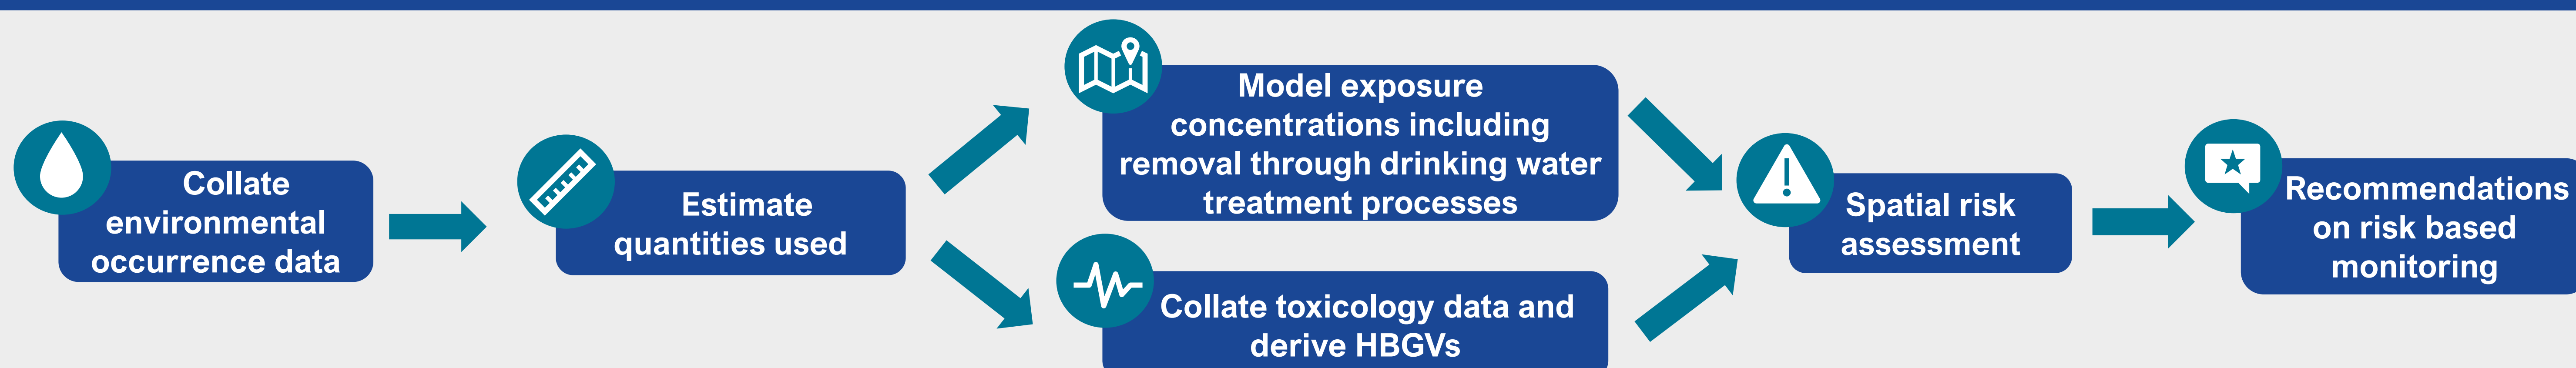 Collate
environmental
occurrence data
Estimate
quantities used
Model exposure
concentrations including
removal through drinking water
treatment processes
Collate toxicology data and
derive HBGVs
Spatial risk
assessment
Recommendations
on risk based
monitoring